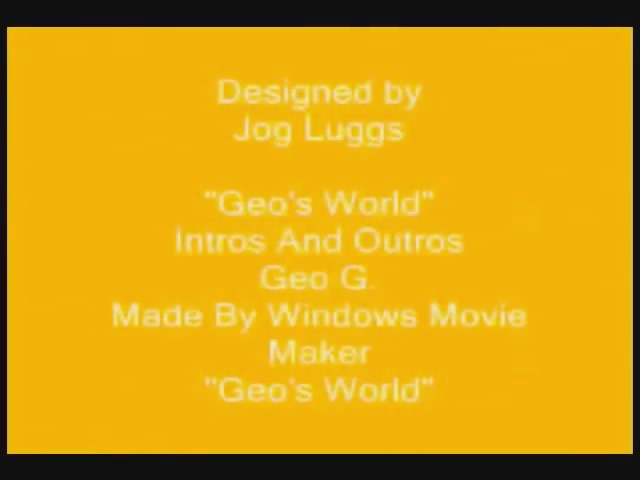 Designed by
Jog Luggs
"Geo's World"
Intros And Outros
Geo G.
Made By Windows Movie
Maker
"Geo's World"